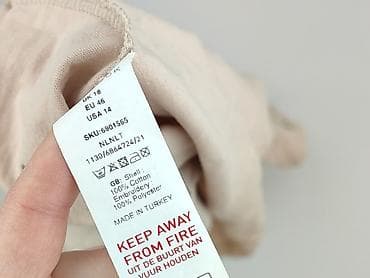 UK 18
EU 46
USA 14
SKU:6901565
NLNLT
1130/6864724/21
GB: Shell:
100% Cotton
Embroidery
100% Polyester
MADE IN TURKEY
KEEP AWAY
FROM FIRE
UIT DE BUURT VAN
VUUR HOUDEN